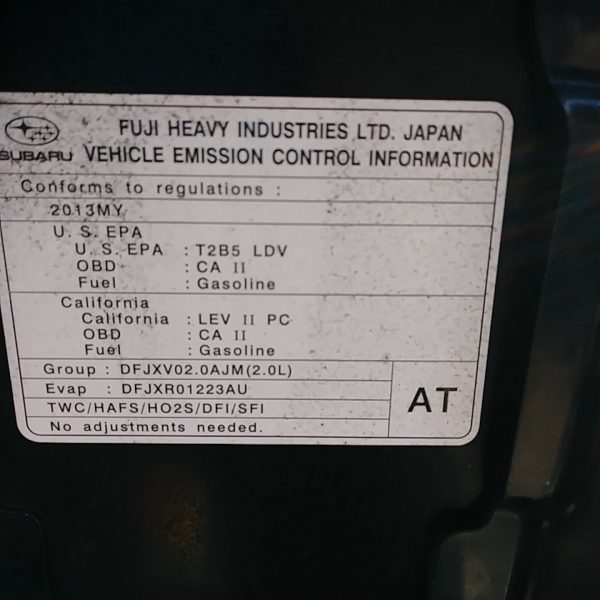 FUJI HEAVY INDUSTRIES LTD. JAPAN
SUBARU VEHICLE EMISSION CONTROL INFORMATION
Conforms to regulations :
2013MY
U. S. EPA
U. S. EPA : T2B5 LDV
OBD : CA II
Fuel : Gasoline
California
California : LEV II PC
OBD : CA II
Fuel : Gasoline
Group : DFJXV02.0AJM(2.0L)
Evap : DFJXR01223AU
TWC/HAFS/HO2S/DFI/SFI
No adjustments needed.
AT